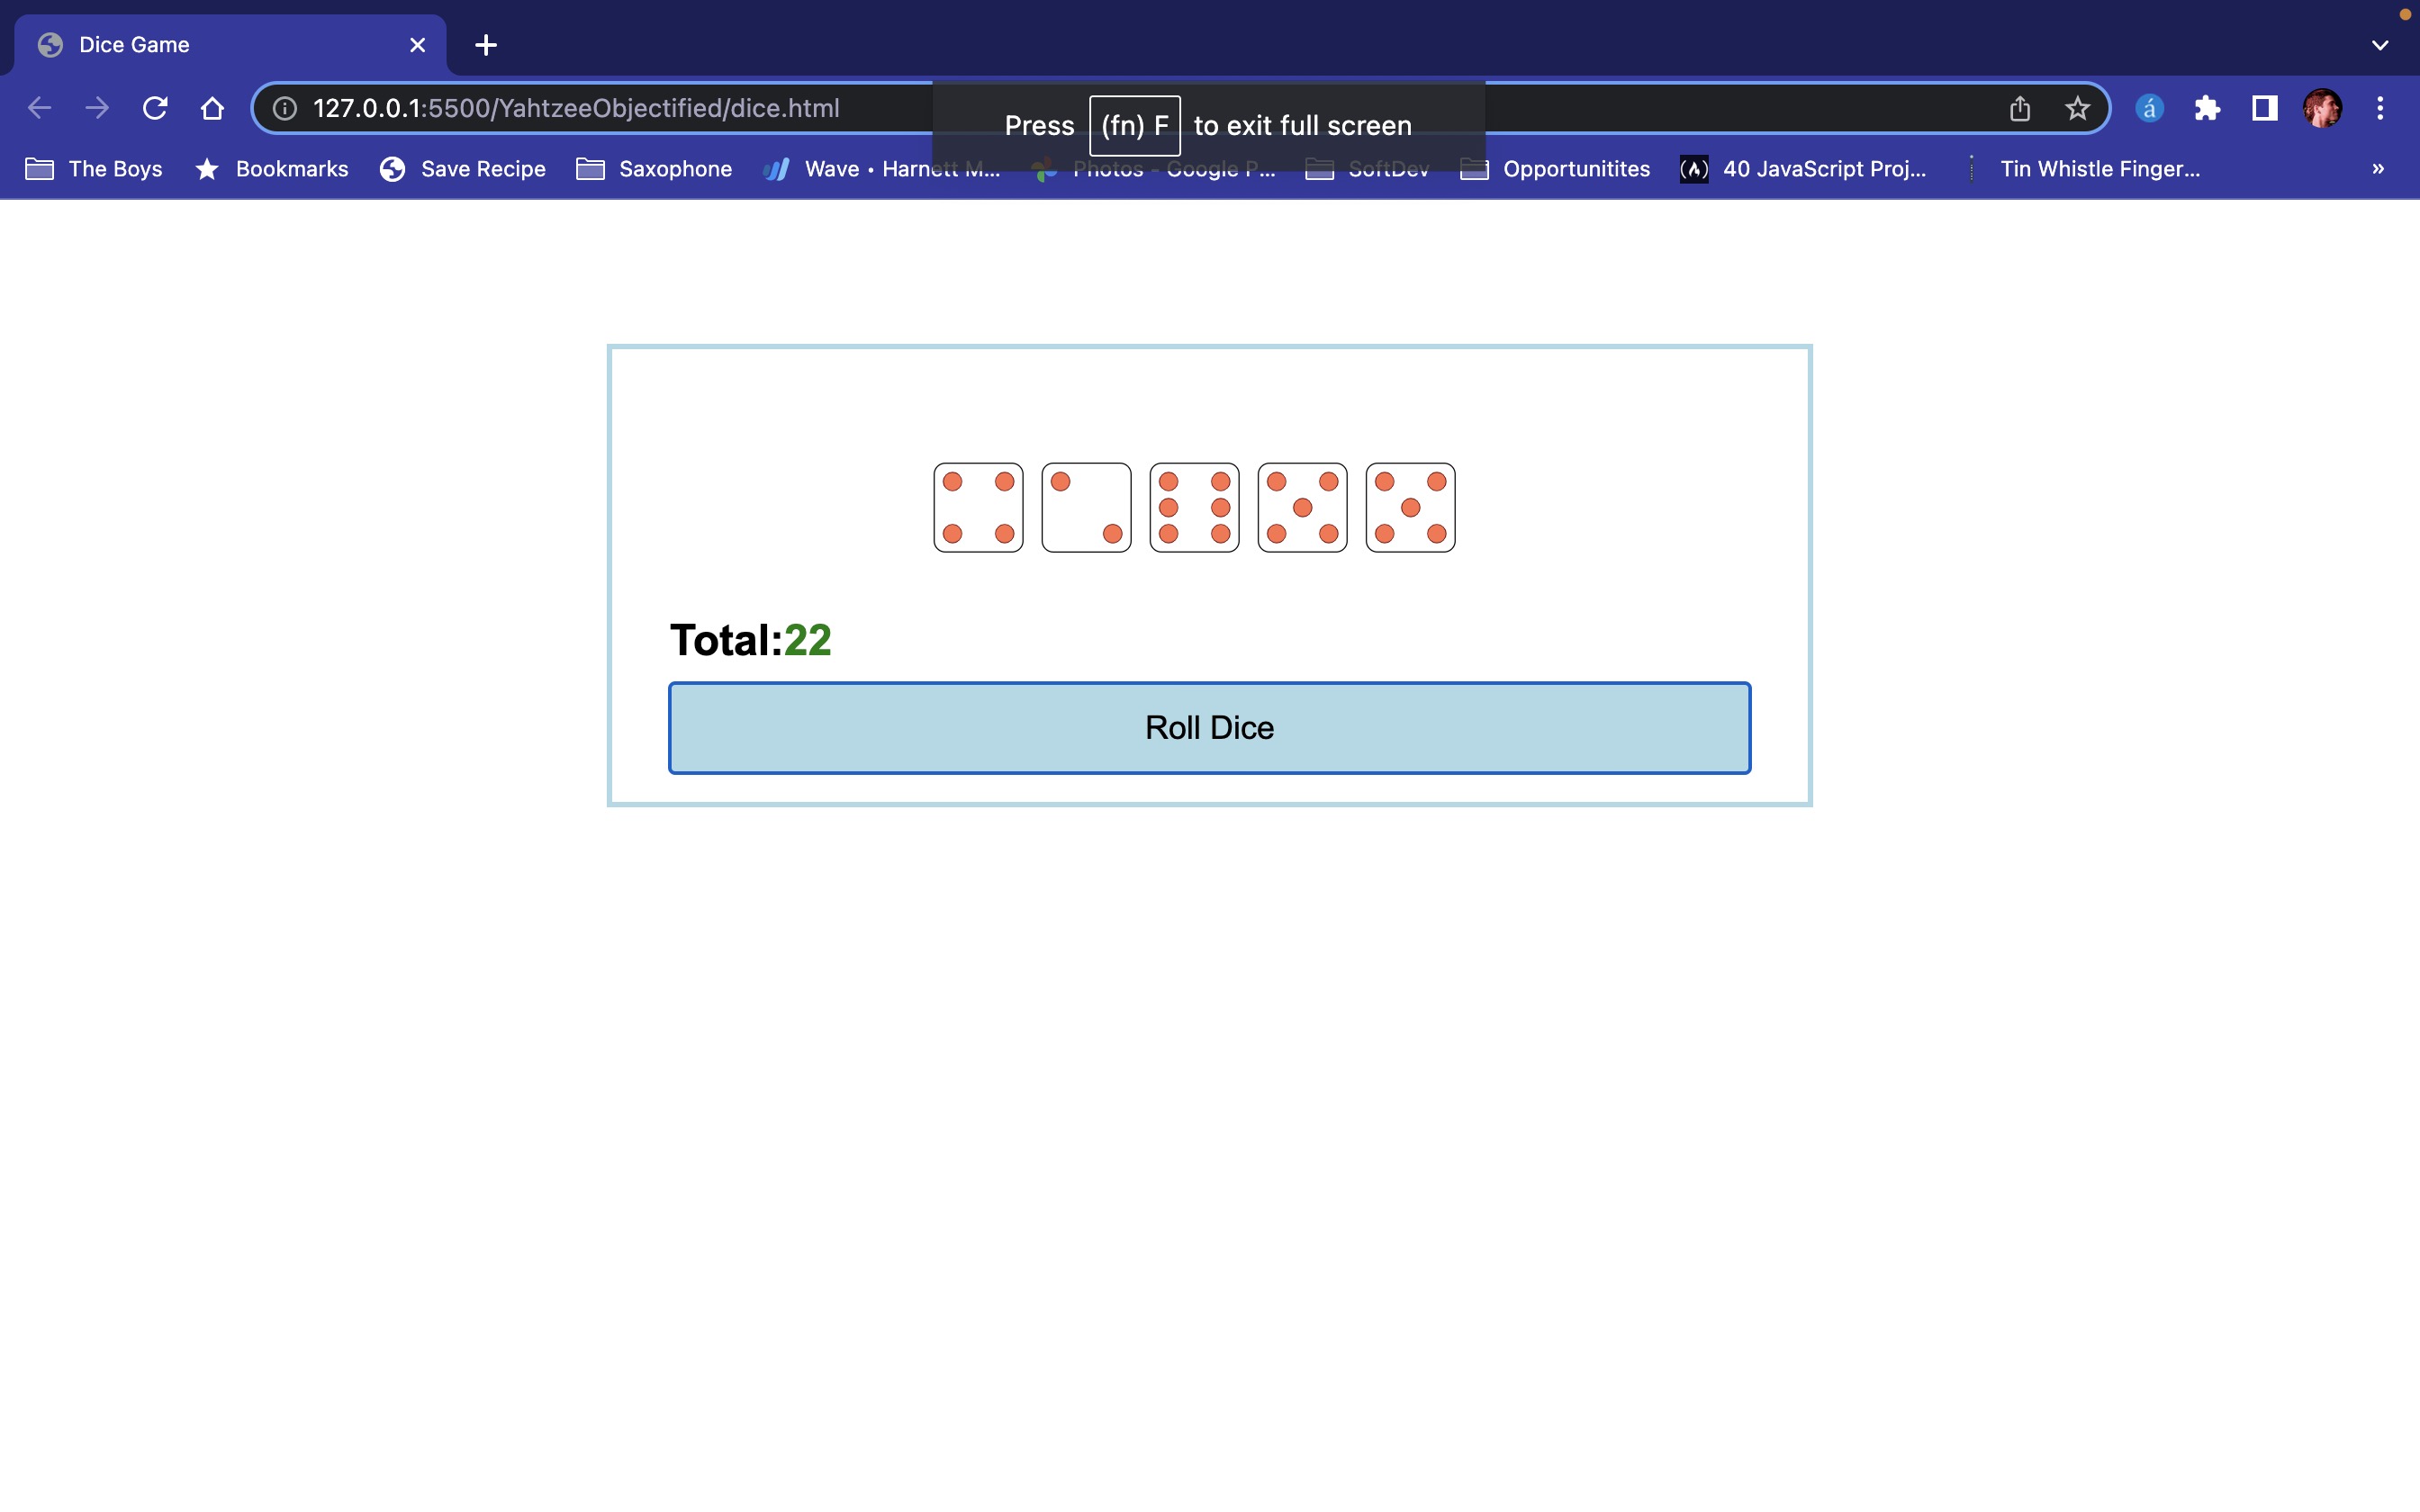 Dice Game
127.0.0.1:5500/YahtzeeObjectified/dice.html
Press (fn) F to exit full screen
The Boys
Bookmarks
Save Recipe
Saxophone
Wave • Harnett M...
Photos - Google P...
SoftDev
Opportunitites
(A) 40 JavaScript Proj...
Tin Whistle Finger...
á
»
Total:22
Roll Dice